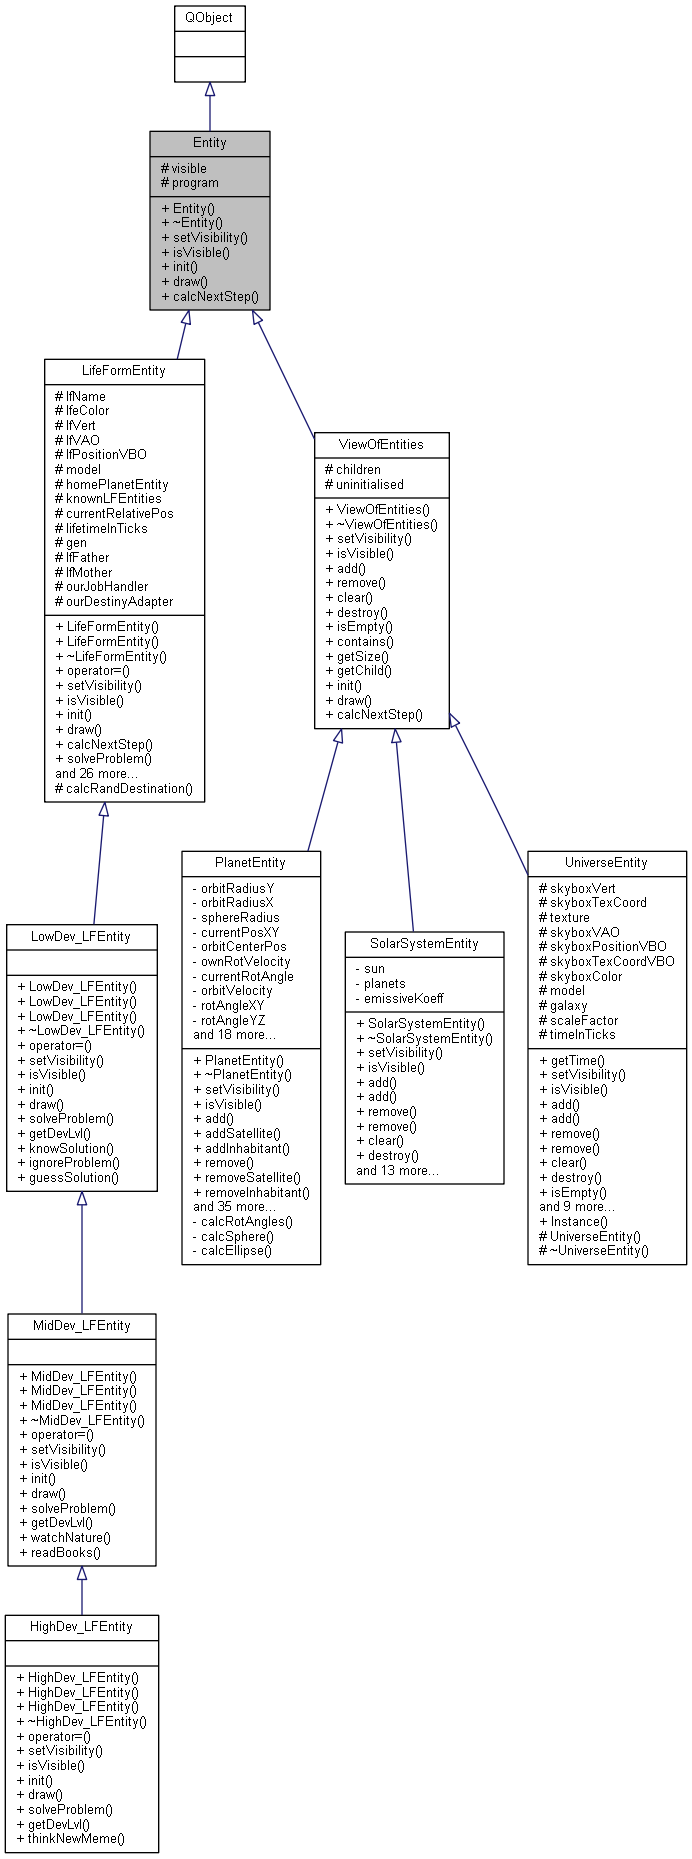 QObject
Entity
# visible
# program
+ Entity()
+ ~Entity()
+ setVisibility()
+ isVisible()
+ init()
+ draw()
+ calcNextStep()
LifeFormEntity
# lfName
# lfeColor
# lfVert
# lfVAO
# lfPositionVBO
# model
# homePlanetEntity
# knownLFEntities
# currentRelativePos
# lifetimeInTicks
# gen
# lfFather
# lfMother
# ourJobHandler
# ourDestinyAdapter
+ LifeFormEntity()
+ LifeFormEntity()
+ ~LifeFormEntity()
+ operator=()
+ setVisibility()
+ isVisible()
+ init()
+ draw()
+ calcNextStep()
+ solveProblem()
and 26 more...
# calcRandDestination()
ViewOfEntities
# children
# uninitialised
+ ViewOfEntities()
+ ~ViewOfEntities()
+ setVisibility()
+ isVisible()
+ add()
+ remove()
+ clear()
+ destroy()
+ isEmpty()
+ contains()
+ getSize()
+ getChild()
+ init()
+ draw()
+ calcNextStep()
LowDev_LFEntity
+ LowDev_LFEntity()
+ LowDev_LFEntity()
+ LowDev_LFEntity()
+ ~LowDev_LFEntity()
+ operator=()
+ setVisibility()
+ isVisible()
+ init()
+ draw()
+ solveProblem()
+ getDevLvl()
+ knowSolution()
+ ignoreProblem()
+ guessSolution()
PlanetEntity
- orbitRadiusY
- orbitRadiusX
- sphereRadius
- currentPosXY
- orbitCenterPos
- ownRotVelocity
- currentRotAngle
- orbitVelocity
- rotAngleXY
- rotAngleYZ
and 18 more...
+ PlanetEntity()
+ ~PlanetEntity()
+ setVisibility()
+ isVisible()
+ add()
+ addSatellite()
+ addInhabitant()
+ remove()
+ removeSatellite()
+ removeInhabitant()
and 35 more...
- calcRotAngles()
- calcSphere()
- calcEllipse()
SolarSystemEntity
- sun
- planets
- emissiveKoeff
+ SolarSystemEntity()
+ ~SolarSystemEntity()
+ setVisibility()
+ isVisible()
+ add()
+ add()
+ remove()
+ remove()
+ clear()
+ destroy()
and 13 more...
UniverseEntity
# skyboxVert
# skyboxTexCoord
# texture
# skyboxVAO
# skyboxPositionVBO
# skyboxTexCoordVBO
# skyboxColor
# model
# galaxy
# scaleFactor
# timeInTicks
+ getTime()
+ setVisibility()
+ isVisible()
+ add()
+ add()
+ remove()
+ remove()
+ clear()
+ destroy()
+ isEmpty()
and 9 more...
+ Instance()
# UniverseEntity()
# ~UniverseEntity()
MidDev_LFEntity
+ MidDev_LFEntity()
+ MidDev_LFEntity()
+ MidDev_LFEntity()
+ ~MidDev_LFEntity()
+ operator=()
+ setVisibility()
+ isVisible()
+ init()
+ draw()
+ solveProblem()
+ getDevLvl()
+ watchNature()
+ readBooks()
HighDev_LFEntity
+ HighDev_LFEntity()
+ HighDev_LFEntity()
+ HighDev_LFEntity()
+ ~HighDev_LFEntity()
+ operator=()
+ setVisibility()
+ isVisible()
+ init()
+ draw()
+ solveProblem()
+ getDevLvl()
+ thinkNewMeme()